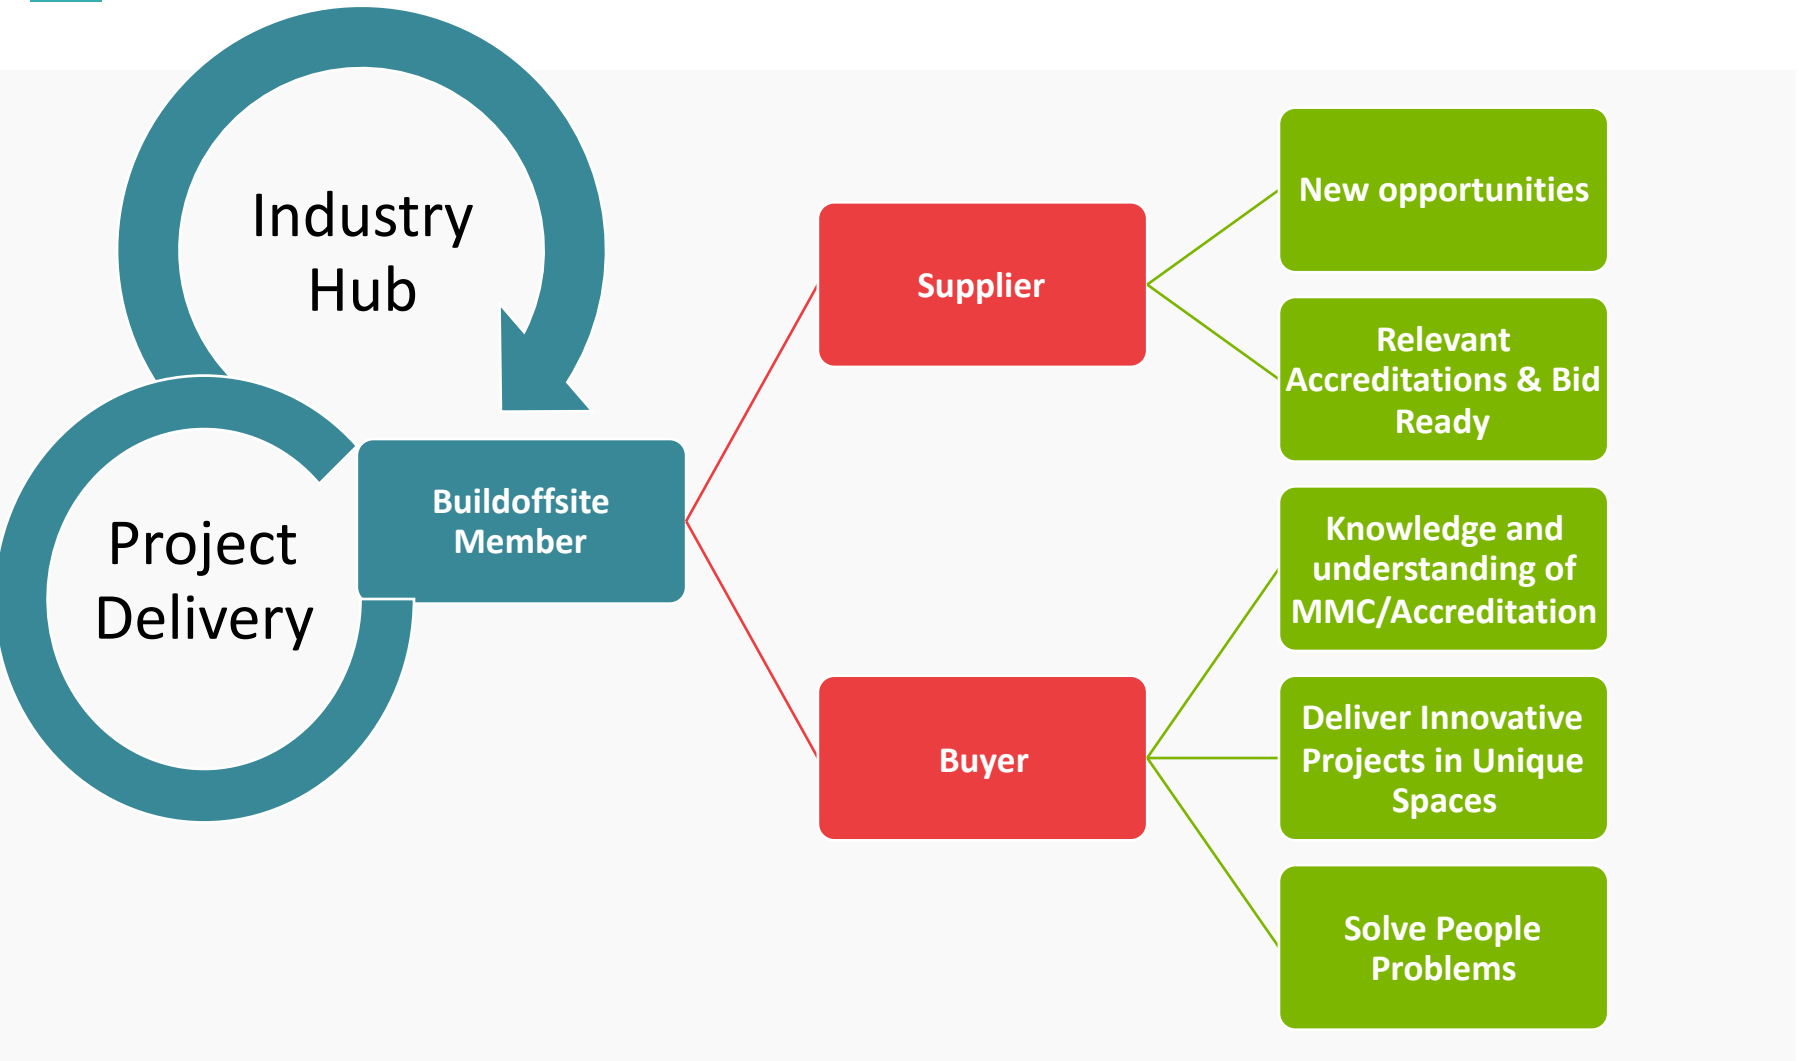 Industry
Hub
Project
Delivery
Buildoffsite
Member
Supplier
Buyer
New opportunities
Relevant
Accreditations & Bid
Ready
Knowledge and
understanding of
MMC/Accreditation
Deliver Innovative
Projects in Unique
Spaces
Solve People
Problems